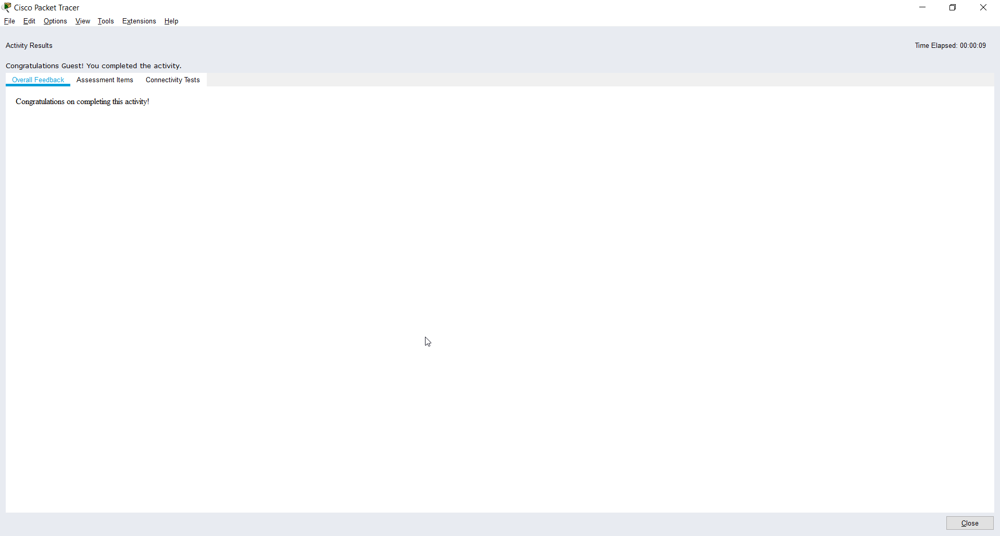 Cisco Packet Tracer
File Edit Options View Tools Extensions Help
Activity Results Time Elapsed: 00:00:09
Congratulations Guest! You completed the activity.
Overall Feedback Assessment Items Connectivity Tests
Congratulations on completing this activity!
Close